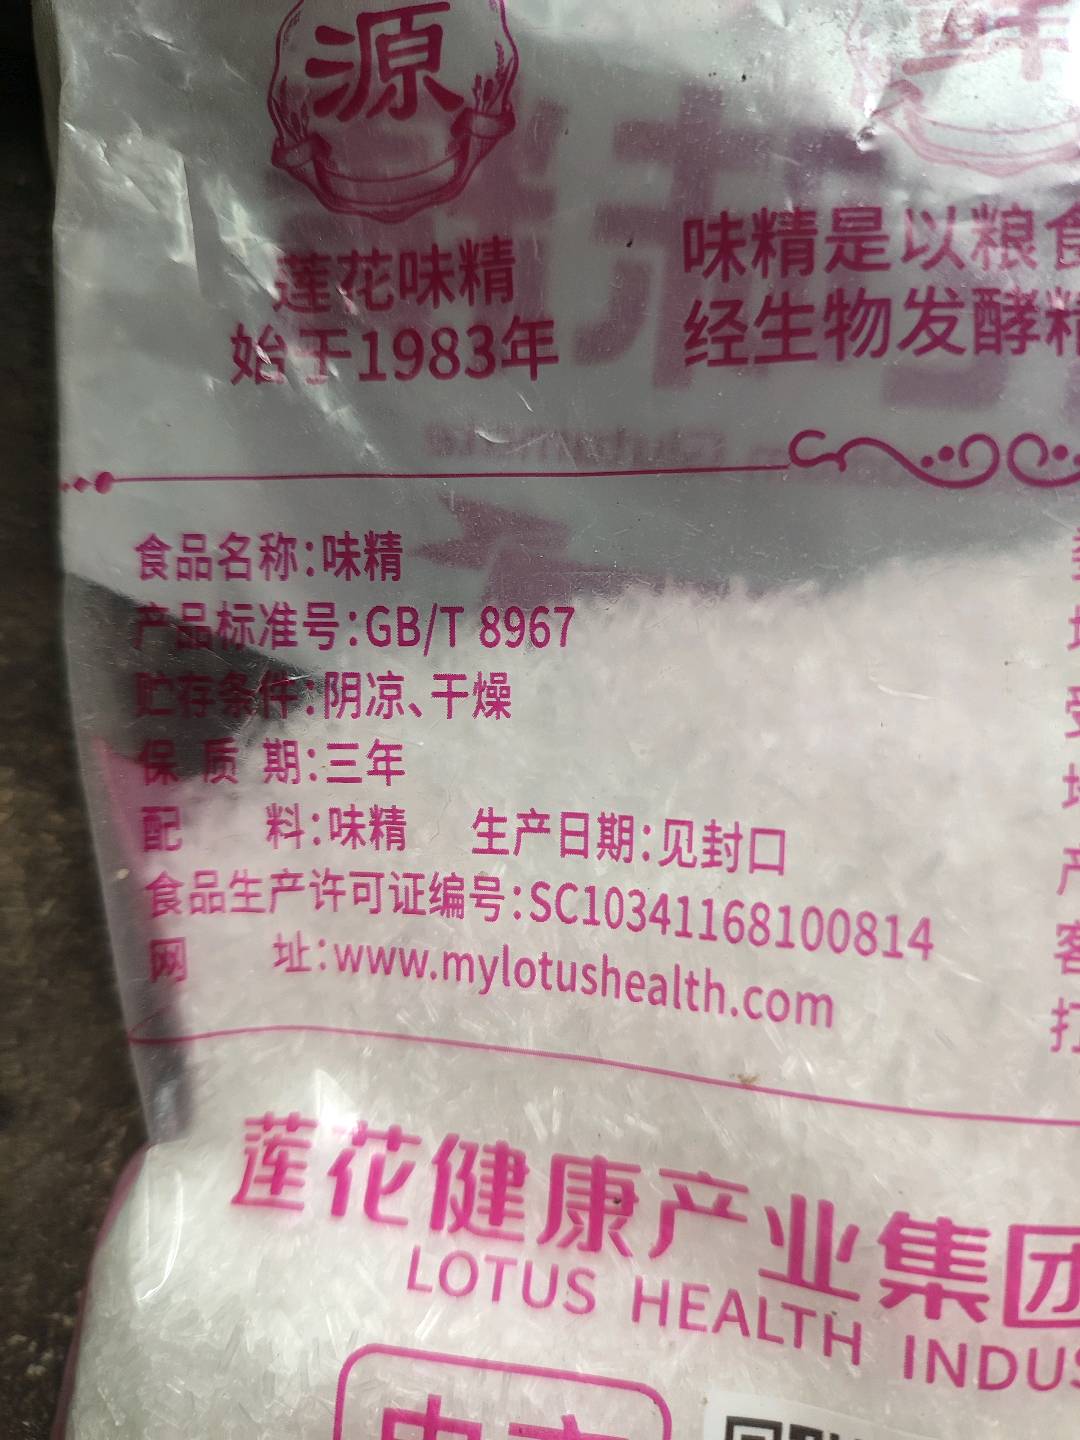 源
鲜
莲花味精
始于1983年
味精是以粮食
经生物发酵精
食品名称:味精
产品标准号:GB/T 8967
贮存条件:阴凉、干燥
保 质 期:三年
配 料:味精 生产日期:见封口
食品生产许可证编号:SC10341168100814
网 址:www.mylotushealth.com
莲花健康产业集团
LOTUS HEALTH INDUS